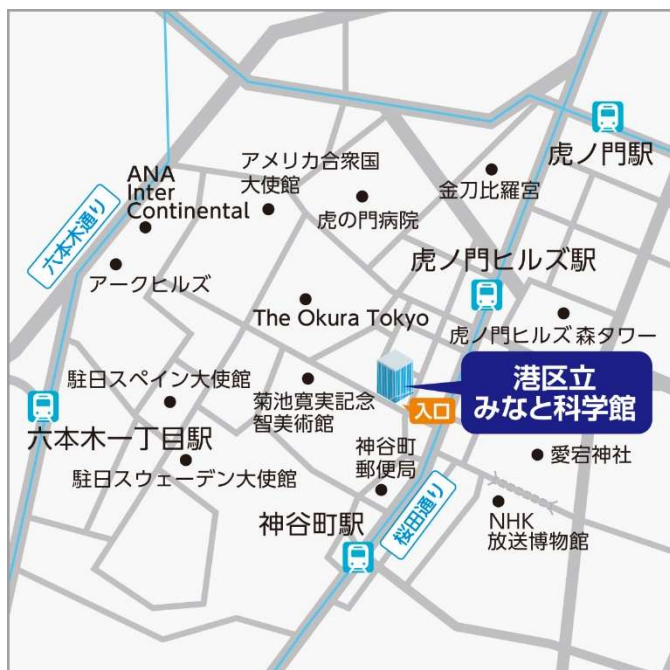 虎ノ門駅
アメリカ合衆国
大使館
ANA
Inter
Continental
金刀比羅宮
虎の門病院
六本木通り
虎ノ門ヒルズ駅
アークヒルズ
The Okura Tokyo
虎ノ門ヒルズ 森タワー
港区立
みなと科学館
入口
駐日スペイン大使館
菊池寛実記念
智美術館
六本木一丁目駅
神谷町
郵便局
愛宕神社
駐日スウェーデン大使館
桜田通り
NHK
放送博物館
神谷町駅